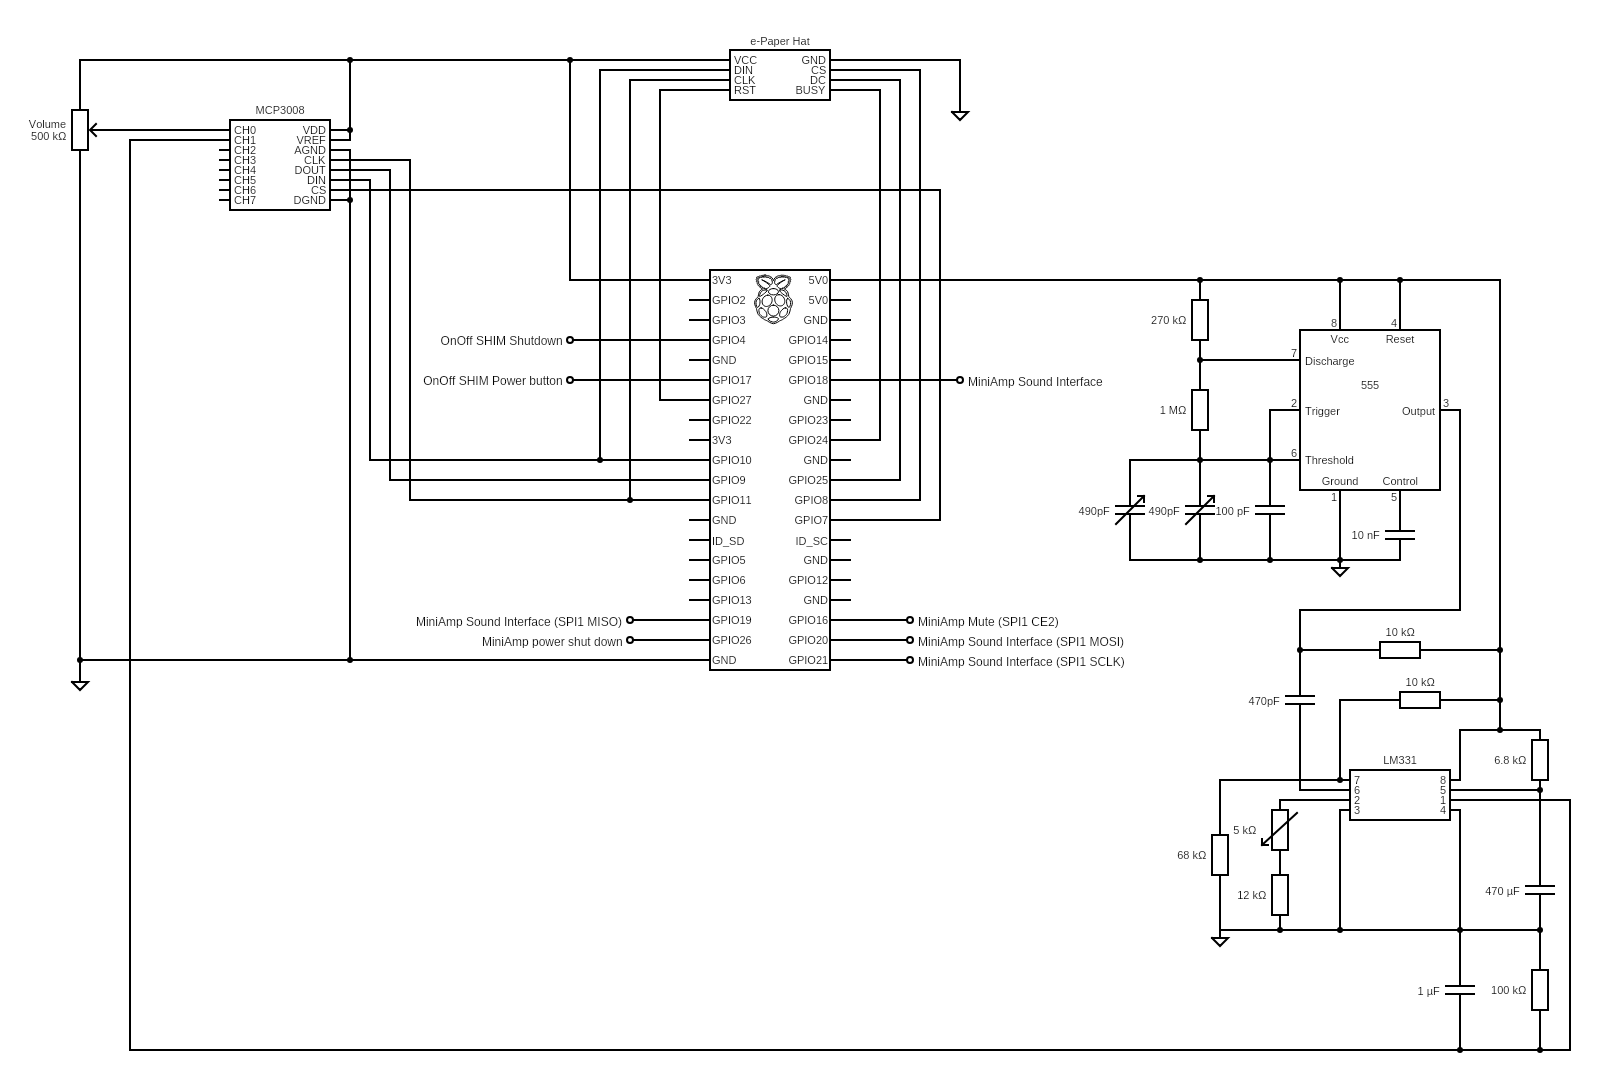 e-Paper Hat
VCC GND
DIN CS
CLK DC
RST BUSY
MCP3008
Volume
500 kΩ
CH0 VDD
CH1 VREF
CH2 AGND
CH3 CLK
CH4 DOUT
CH5 DIN
CH6 CS
CH7 DGND
3V3 5V0
GPIO2 5V0
GPIO3 GND
OnOff SHIM Shutdown GPIO4 GPIO14
GND GPIO15
OnOff SHIM Power button GPIO17 GPIO18 MiniAmp Sound Interface
GPIO27 GND
GPIO22 GPIO23
3V3 GPIO24
GPIO10 GND
GPIO9 GPIO25
GPIO11 GPIO8
GND GPIO7
ID_SD ID_SC
GPIO5 GND
GPIO6 GPIO12
GPIO13 GND
MiniAmp Sound Interface (SPI1 MISO) GPIO19 GPIO16 MiniAmp Mute (SPI1 CE2)
MiniAmp power shut down GPIO26 GPIO20 MiniAmp Sound Interface (SPI1 MOSI)
GND GPIO21 MiniAmp Sound Interface (SPI1 SCLK)
270 kΩ
8 4
Vcc Reset
7 Discharge
555
1 MΩ
2 Trigger Output 3
6 Threshold
Ground Control
1 5
490pF 490pF 100 pF
10 nF
10 kΩ
10 kΩ
470pF
LM331
6.8 kΩ
7 8
6 5
2 1
3 4
5 kΩ
68 kΩ
12 kΩ
470 µF
1 µF 100 kΩ